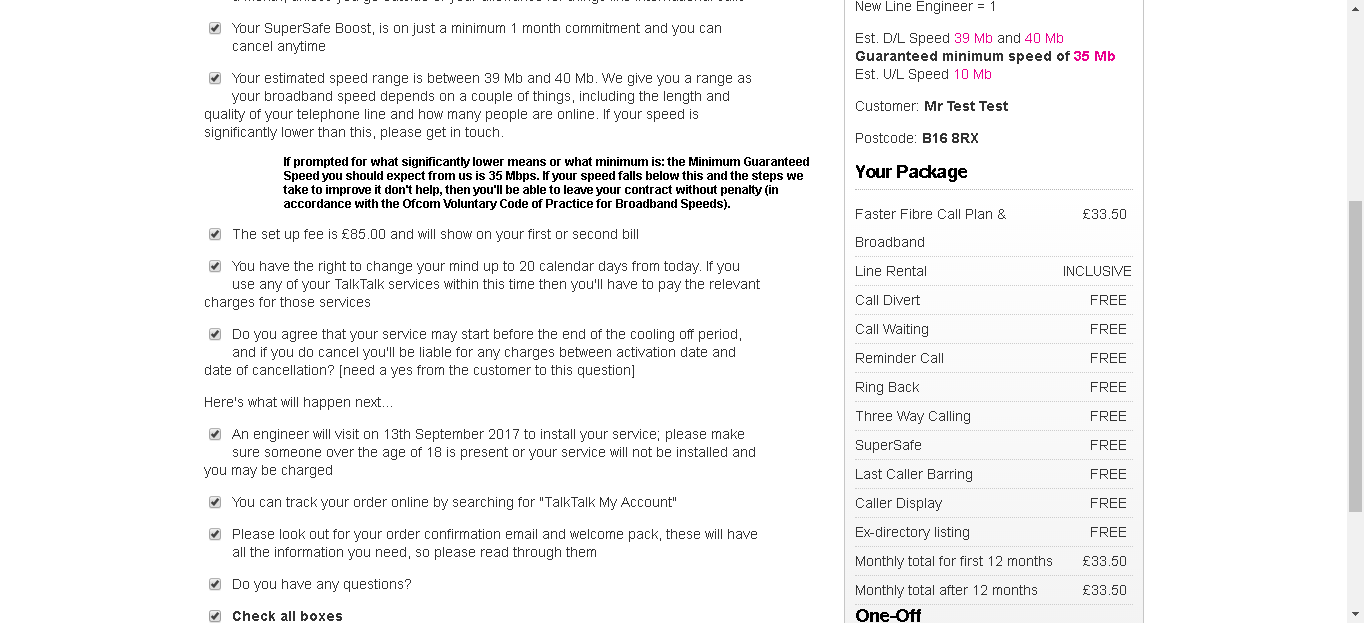 Your SuperSafe Boost, is on just a minimum 1 month commitment and you can
cancel anytime
Your estimated speed range is between 39 Mb and 40 Mb. We give you a range as
your broadband speed depends on a couple of things, including the length and
quality of your telephone line and how many people are online. If your speed is
significantly lower than this, please get in touch.
If prompted for what significantly lower means or what minimum is: the Minimum Guaranteed
Speed you should expect from us is 35 Mbps. If your speed falls below this and the steps we
take to improve it don't help, then you'll be able to leave your contract without penalty (in
accordance with the Ofcom Voluntary Code of Practice for Broadband Speeds).
The set up fee is £85.00 and will show on your first or second bill
You have the right to change your mind up to 20 calendar days from today. If you
use any of your TalkTalk services within this time then you'll have to pay the relevant
charges for those services
Do you agree that your service may start before the end of the cooling off period,
and if you do cancel you'll be liable for any charges between activation date and
date of cancellation? [need a yes from the customer to this question]
Here's what will happen next...
An engineer will visit on 13th September 2017 to install your service; please make
sure someone over the age of 18 is present or your service will not be installed and
you may be charged
You can track your order online by searching for "TalkTalk My Account"
Please look out for your order confirmation email and welcome pack, these will have
all the information you need, so please read through them
Do you have any questions?
Check all boxes
New Line Engineer = 1
Est. D/L Speed 39 Mb and 40 Mb
Guaranteed minimum speed of 35 Mb
Est. U/L Speed 10 Mb
Customer: Mr Test Test
Postcode: B16 8RX
Your Package
Faster Fibre Call Plan & £33.50
Broadband
Line Rental INCLUSIVE
Call Divert FREE
Call Waiting FREE
Reminder Call FREE
Ring Back FREE
Three Way Calling FREE
SuperSafe FREE
Last Caller Barring FREE
Caller Display FREE
Ex-directory listing FREE
Monthly total for first 12 months £33.50
Monthly total after 12 months £33.50
One-Off